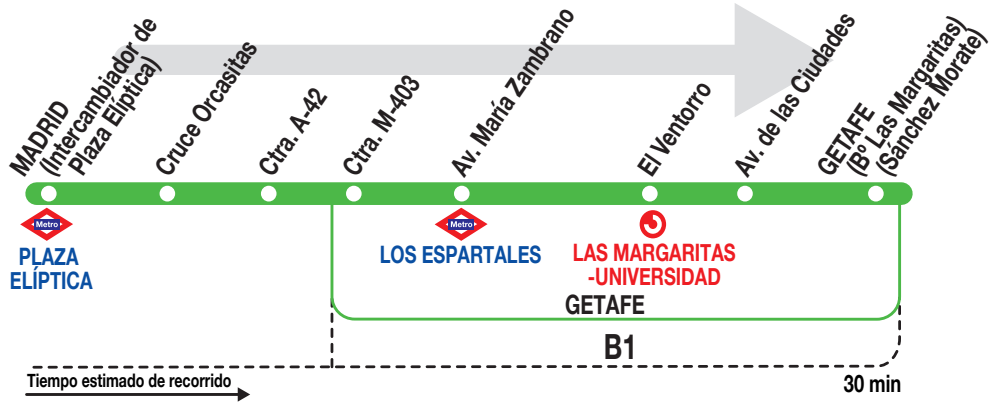 MADRID
(Intercambiador de
Plaza Elíptica)
Cruce Orcasitas
Ctra. A-42
Ctra. M-403
Av. María Zambrano
El Ventorro
Av. de las Ciudades
GETAFE
(Bº Las Margaritas)
(Sánchez Morate)
Metro
PLAZA
ELÍPTICA
Metro
LOS ESPARTALES
LAS MARGARITAS
-UNIVERSIDAD
GETAFE
B1
Tiempo estimado de recorrido
30 min